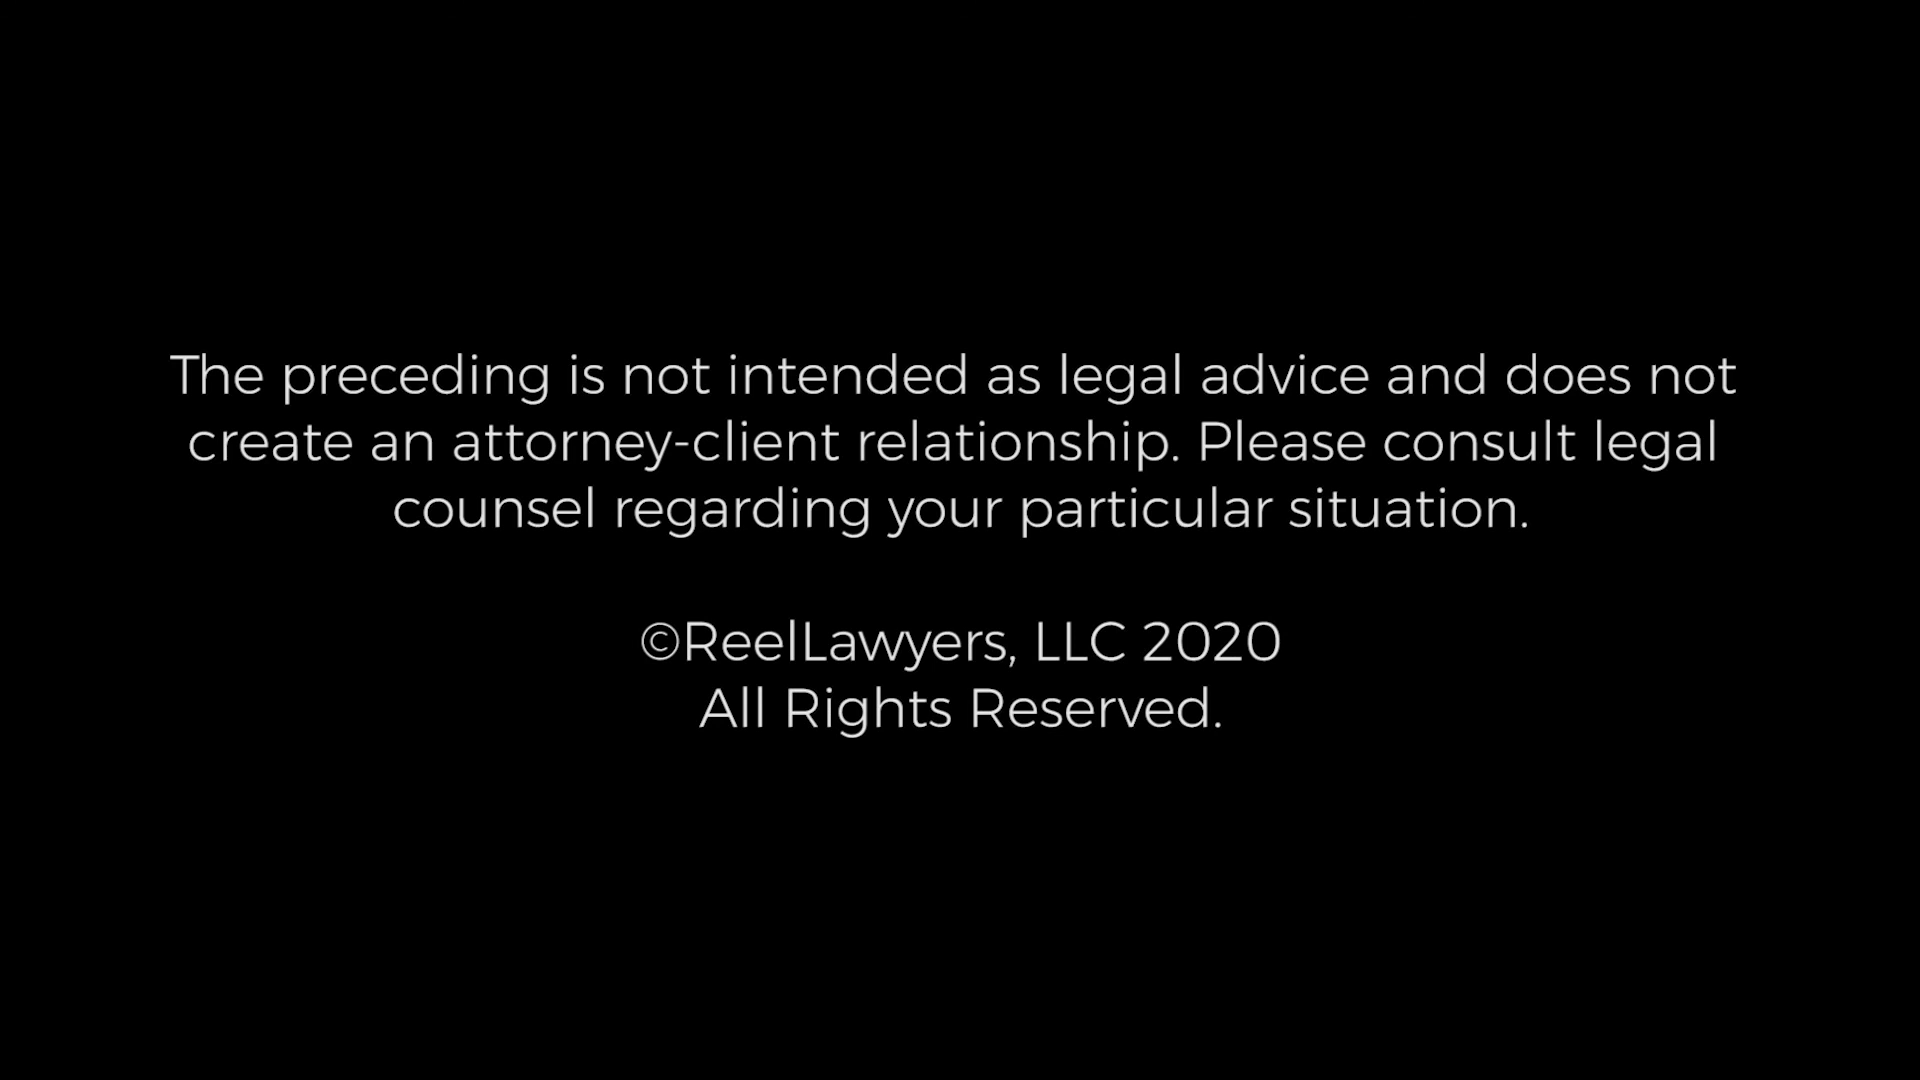 The preceding is not intended as legal advice and does not
create an attorney-client relationship. Please consult legal
counsel regarding your particular situation.
©ReelLawyers, LLC 2020
All Rights Reserved.